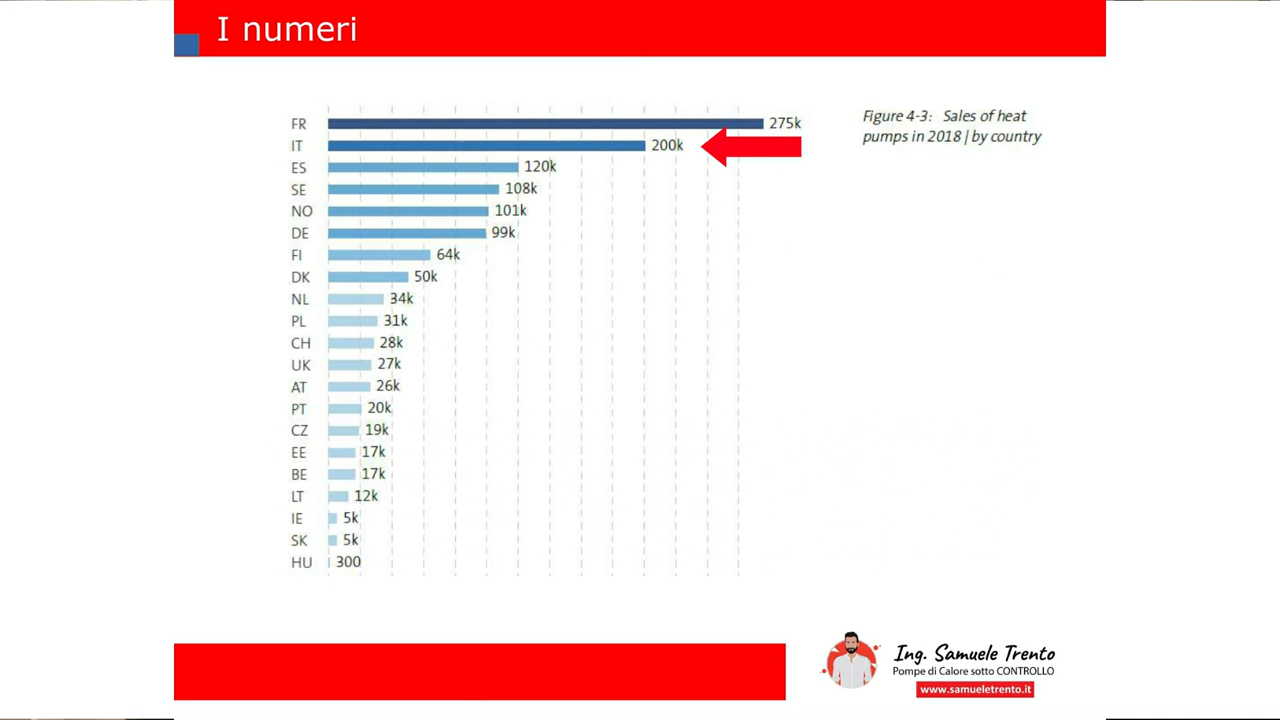 I numeri
Figure 4-3: Sales of heat
pumps in 2018 | by country
FR 275k
IT 200k
ES 120k
SE 108k
NO 101k
DE 99k
FI 64k
DK 50k
NL 34k
PL 31k
CH 28k
UK 27k
AT 26k
PT 20k
CZ 19k
EE 17k
BE 17k
LT 12k
IE 5k
SK 5k
HU 300
Ing. Samuele Trento
Pompe di Calore sotto CONTROLLO
www.samueletrento.it